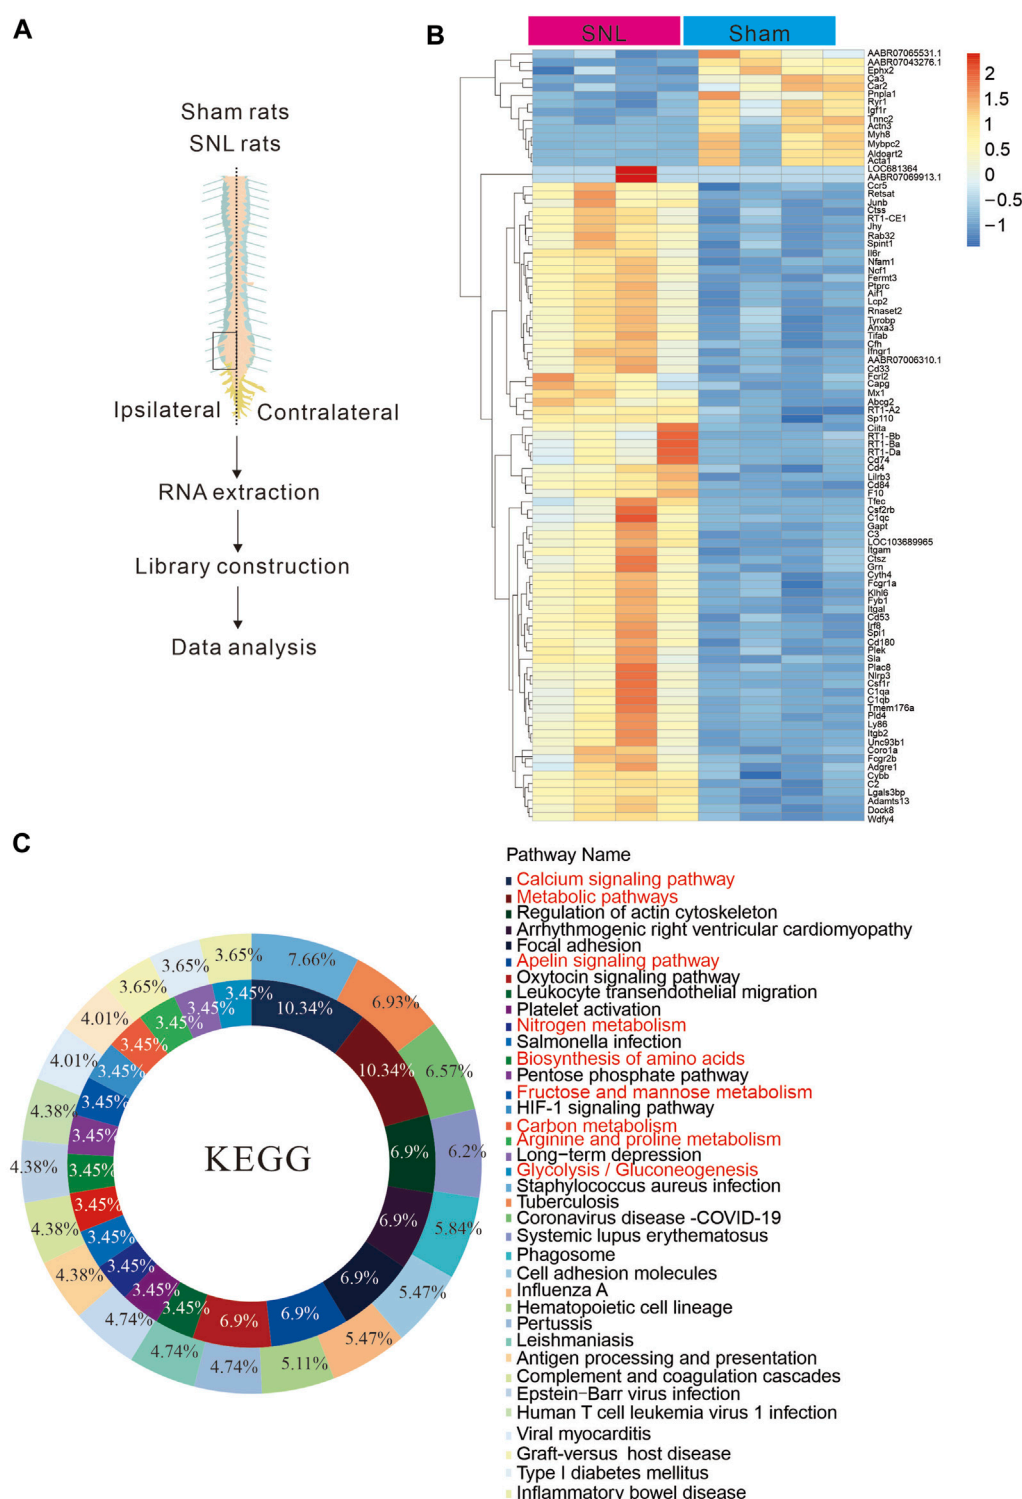 A
Sham rats
SNL rats
Ipsilateral
Contralateral
RNA extraction
Library construction
Data analysis
B
SNL
Sham
AABR07065531.1
AABR07043276.1
Ephx2
Ca3
Car2
Pnpla1
Ryr1
Igf1r
Tnnc2
Actn3
Myh8
Mybpc2
Aldoart2
Acta1
LOC681364
AABR07069913.1
Ccr5
Retsat
Junb
Ctss
RT1-CE1
Jhy
Rab32
Spint1
Il6r
Nfam1
Ncf1
Fermt3
Ptprc
Aif1
Lcp2
Rnaset2
Tyrobp
Anxa3
Tifab
Cfh
Ifngr1
AABR07006310.1
Cd33
Fcrl2
Capg
Mx1
Abcg2
RT1-A2
Sp110
Ciita
RT1-Bb
RT1-Ba
RT1-Da
Cd74
Cd4
Lilrb3
Cd84
F10
Tfec
Csf2rb
C1qc
Gapt
C3
LOC103689965
Itgam
Ctsz
Grn
Cyth4
Fcgr1a
Klhl6
Fyb1
Itgal
Cd53
Irf8
Spi1
Cd180
Plek
Sla
Plac8
Nlrp3
Csf1r
C1qa
C1qb
Tmem176a
Pld4
Ly86
Itgb2
Unc93b1
Coro1a
Fcgr2b
Adgre1
Cybb
C2
Lgals3bp
Adamts13
Dock8
Wdfy4
2
1.5
1
0.5
0
−0.5
−1
C
KEGG
7.66%
6.93%
6.57%
6.2%
5.84%
5.47%
5.47%
5.11%
4.74%
4.74%
4.74%
4.38%
4.38%
4.38%
4.38%
4.01%
4.01%
3.65%
3.65%
3.65%
10.34%
10.34%
6.9%
6.9%
6.9%
6.9%
6.9%
3.45%
3.45%
3.45%
3.45%
3.45%
3.45%
3.45%
3.45%
3.45%
3.45%
3.45%
3.45%
3.45%
Pathway Name
Calcium signaling pathway
Metabolic pathways
Regulation of actin cytoskeleton
Arrhythmogenic right ventricular cardiomyopathy
Focal adhesion
Apelin signaling pathway
Oxytocin signaling pathway
Leukocyte transendothelial migration
Platelet activation
Nitrogen metabolism
Salmonella infection
Biosynthesis of amino acids
Pentose phosphate pathway
Fructose and mannose metabolism
HIF-1 signaling pathway
Carbon metabolism
Arginine and proline metabolism
Long−term depression
Glycolysis / Gluconeogenesis
Staphylococcus aureus infection
Tuberculosis
Coronavirus disease -COVID-19
Systemic lupus erythematosus
Phagosome
Cell adhesion molecules
Influenza A
Hematopoietic cell lineage
Pertussis
Leishmaniasis
Antigen processing and presentation
Complement and coagulation cascades
Epstein−Barr virus infection
Human T cell leukemia virus 1 infection
Viral myocarditis
Graft-versus host disease
Type I diabetes mellitus
Inflammatory bowel disease